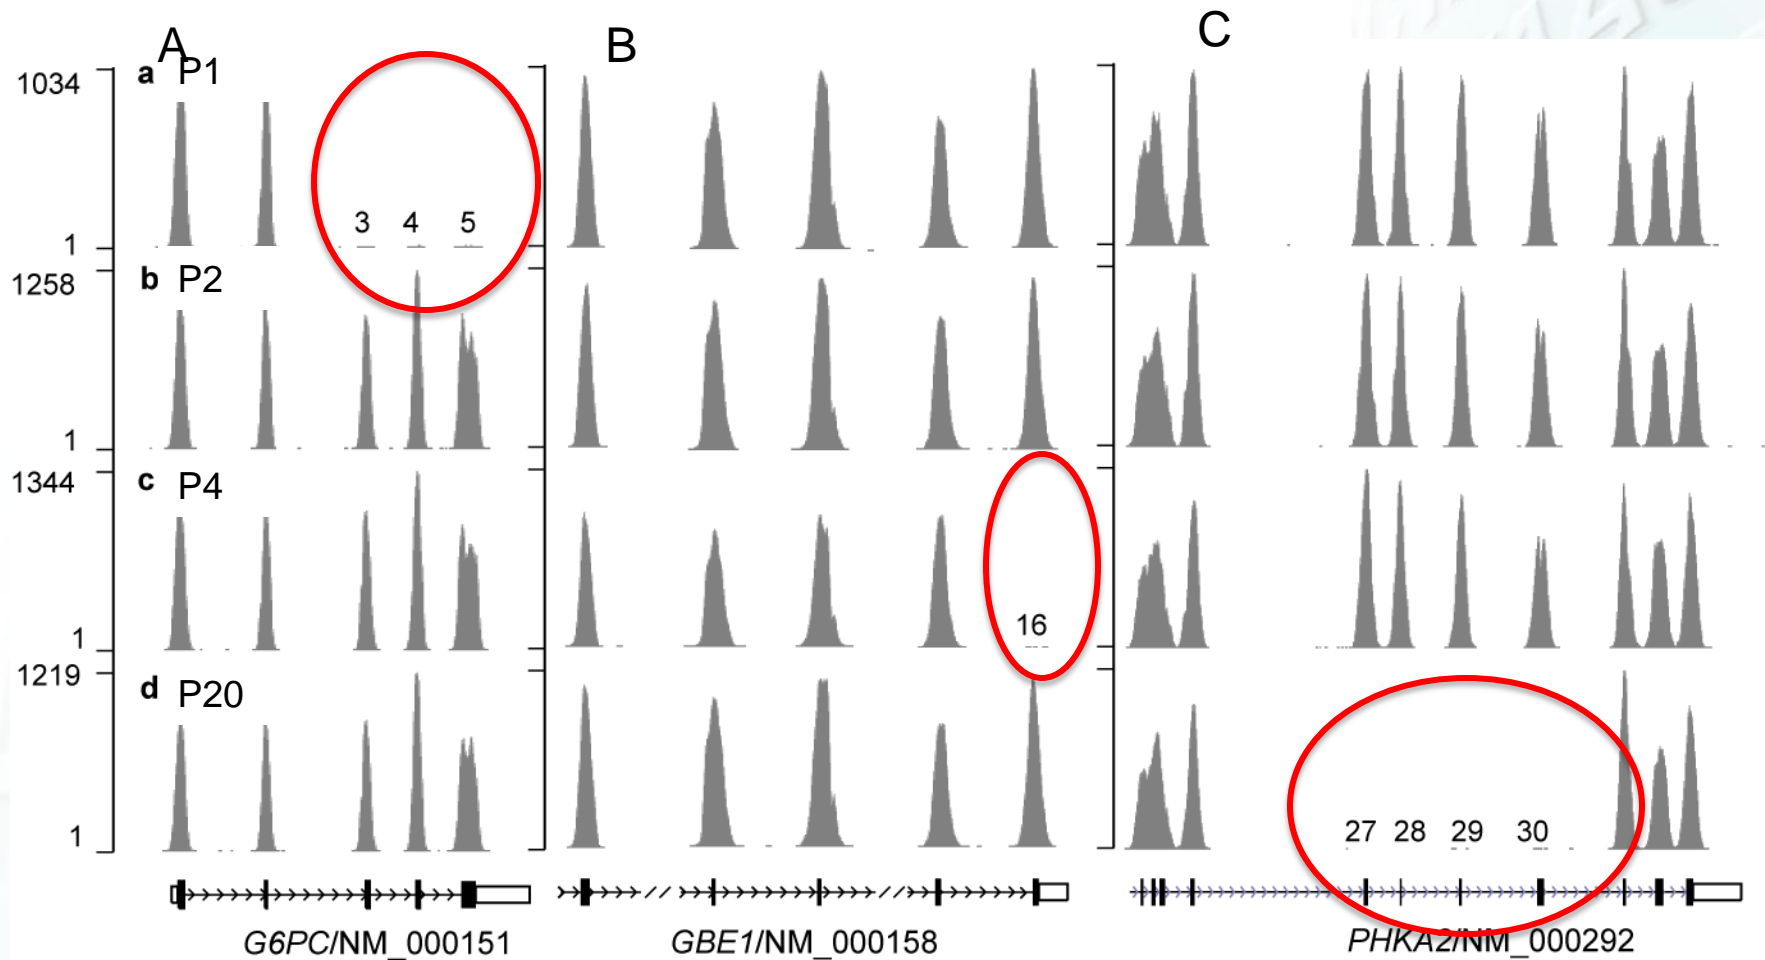 A B C
1034 a P1
3 4 5
1
1258 b P2
1
1344 c P4
16
1
1219 d P20
27 28 29 30
1
G6PC/NM_000151 GBE1/NM_000158 PHKA2/NM_000292